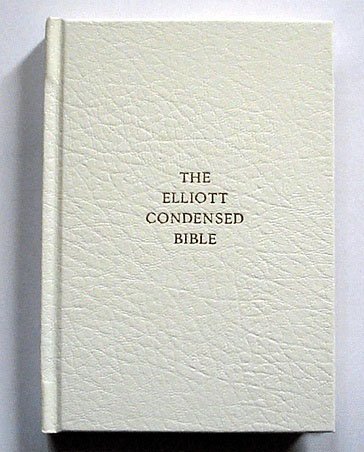 THE
ELLIOTT
CONDENSED
BIBLE